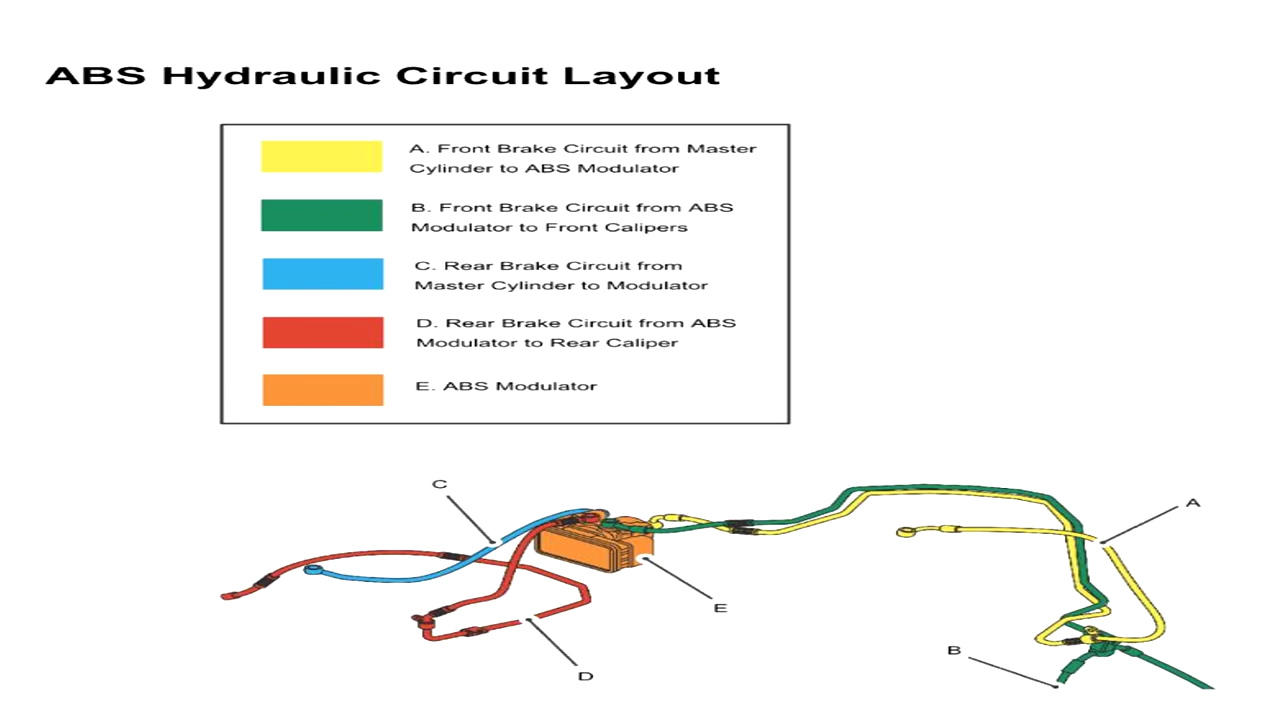 ABS Hydraulic Circuit Layout
A. Front Brake Circuit from Master
Cylinder to ABS Modulator
B. Front Brake Circuit from ABS
Modulator to Front Calipers
C. Rear Brake Circuit from
Master Cylinder to Modulator
D. Rear Brake Circuit from ABS
Modulator to Rear Caliper
E. ABS Modulator
C
A
E
B
D